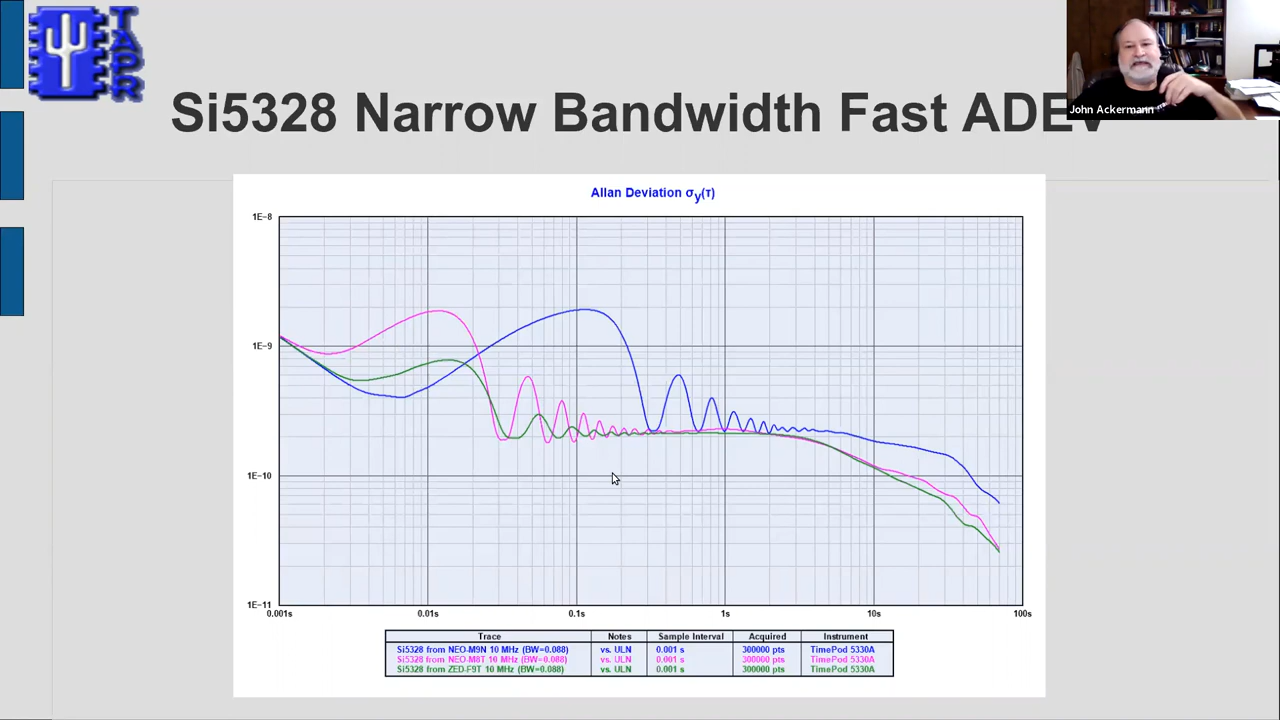 TAPR
John Ackermann
Si5328 Narrow Bandwidth Fast ADEV
Allan Deviation σy(τ)
1E-8
1E-9
1E-10
1E-11
0.001s 0.01s 0.1s 1s 10s 100s
Trace Notes Sample Interval Acquired Instrument
Si5328 from NEO-M9N 10 MHz (BW=0.088) vs. ULN 0.001 s 300000 pts TimePod 5330A
Si5328 from NEO-M8T 10 MHz (BW=0.088) vs. ULN 0.001 s 300000 pts TimePod 5330A
Si5328 from ZED-F9T 10 MHz (BW=0.088) vs. ULN 0.001 s 300000 pts TimePod 5330A